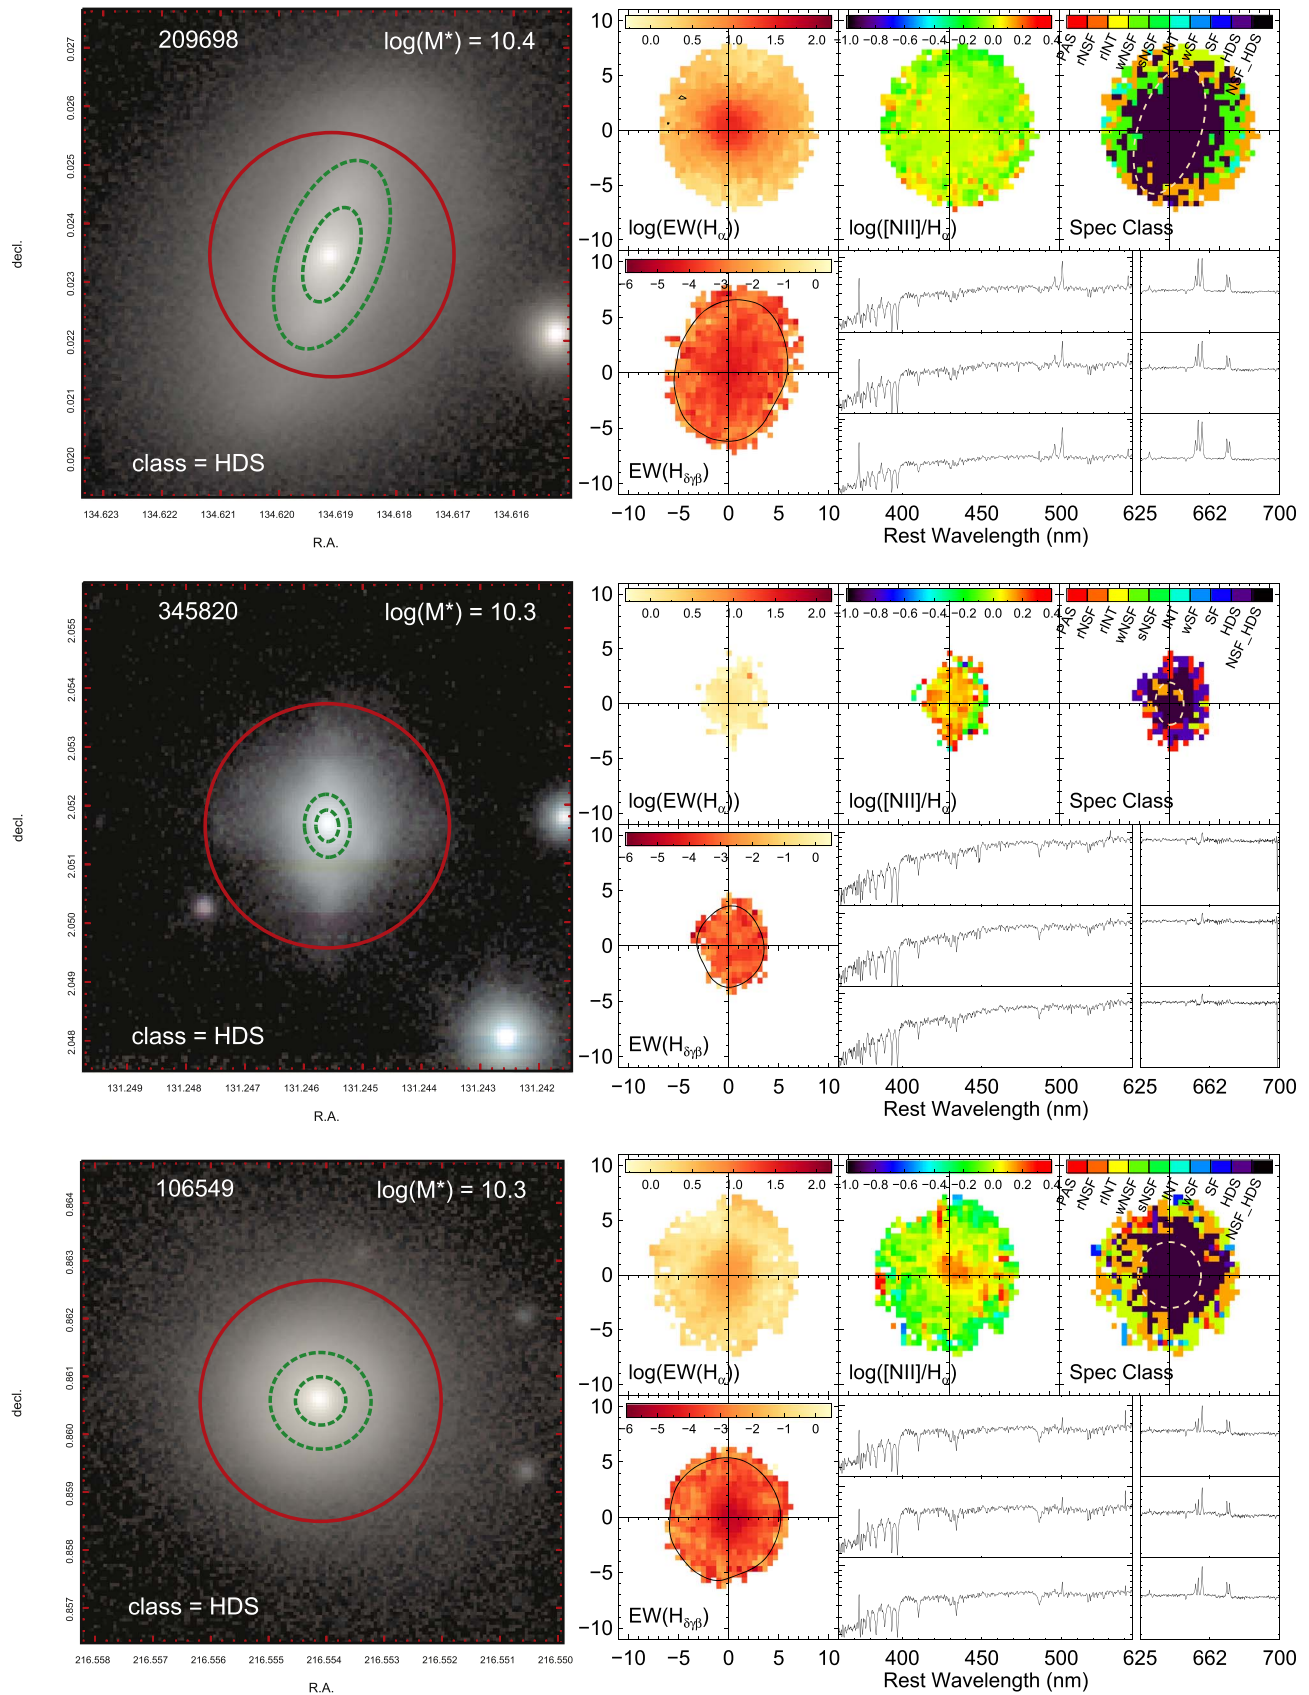 209698 log(M*) = 10.4
0.027
0.026
0.025
0.024
0.023
0.022
0.021
0.020
decl.
class = HDS
134.623 134.622 134.621 134.620 134.619 134.618 134.617 134.616
R.A.
10
5
0
−5
−10
0.0 0.5 1.0 1.5 2.0
log(EW(Hα))
−1.0 −0.8 −0.6 −0.4 −0.2 0.0 0.2 0.4
log([NII]/Hα)
PAS rNSF rINT wNSF sNSF INT wSF SF HDS NSF_HDS
Spec Class
10
5
0
−5
−10
−6 −5 −4 −3 −2 −1 0
EW(Hδγβ)
−10 −5 0 5 10
400 450 500 625 662 700
Rest Wavelength (nm)
345820 log(M*) = 10.3
2.055
2.054
2.053
2.052
2.051
2.050
2.049
2.048
decl.
class = HDS
131.249 131.248 131.247 131.246 131.245 131.244 131.243 131.242
R.A.
10
5
0
−5
−10
0.0 0.5 1.0 1.5 2.0
log(EW(Hα))
−1.0 −0.8 −0.6 −0.4 −0.2 0.0 0.2 0.4
log([NII]/Hα)
PAS rNSF rINT wNSF sNSF INT wSF SF HDS NSF_HDS
Spec Class
10
5
0
−5
−10
−6 −5 −4 −3 −2 −1 0
EW(Hδγβ)
−10 −5 0 5 10
400 450 500 625 662 700
Rest Wavelength (nm)
106549 log(M*) = 10.3
0.864
0.863
0.862
0.861
0.860
0.859
0.858
0.857
decl.
class = HDS
216.558 216.557 216.556 216.555 216.554 216.553 216.552 216.551 216.550
R.A.
10
5
0
−5
−10
0.0 0.5 1.0 1.5 2.0
log(EW(Hα))
−1.0 −0.8 −0.6 −0.4 −0.2 0.0 0.2 0.4
log([NII]/Hα)
PAS rNSF rINT wNSF sNSF INT wSF SF HDS NSF_HDS
Spec Class
10
5
0
−5
−10
−6 −5 −4 −3 −2 −1 0
EW(Hδγβ)
−10 −5 0 5 10
400 450 500 625 662 700
Rest Wavelength (nm)